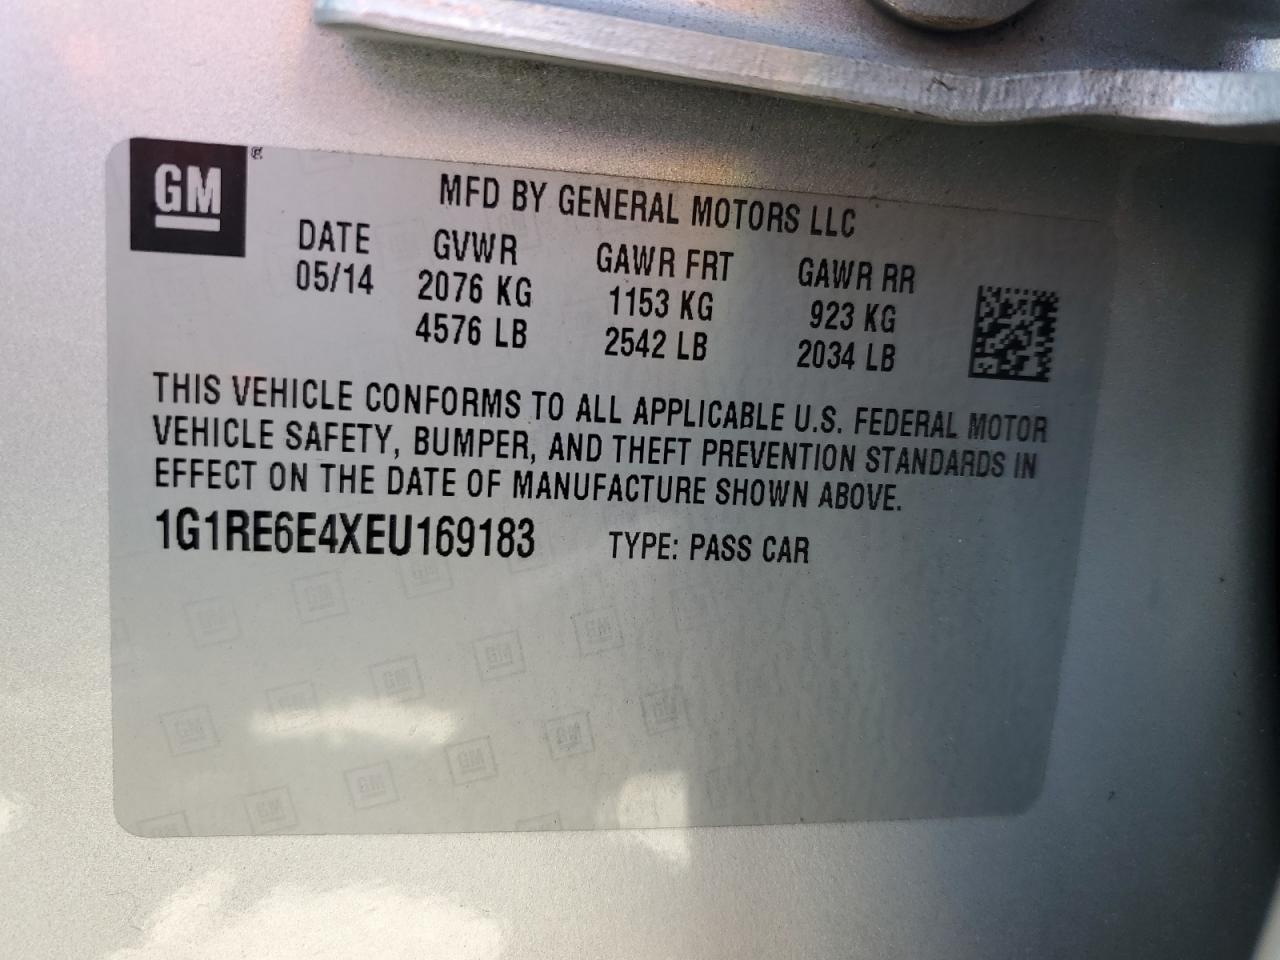 GM
MFD BY GENERAL MOTORS LLC
DATE GVWR GAWR FRT GAWR RR
05/14 2076 KG 1153 KG 923 KG
4576 LB 2542 LB 2034 LB
THIS VEHICLE CONFORMS TO ALL APPLICABLE U.S. FEDERAL MOTOR
VEHICLE SAFETY, BUMPER, AND THEFT PREVENTION STANDARDS IN
EFFECT ON THE DATE OF MANUFACTURE SHOWN ABOVE.
1G1RE6E4XEU169183 TYPE: PASS CAR